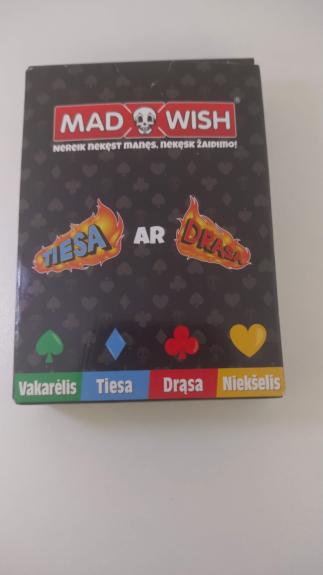 MAD WISH
NEREIK NEKĘST MANĘS, NEKĘSK ŽAIDIMO!
TIESA AR DRĄSA
Vakarėlis Tiesa Drąsa Niekšelis